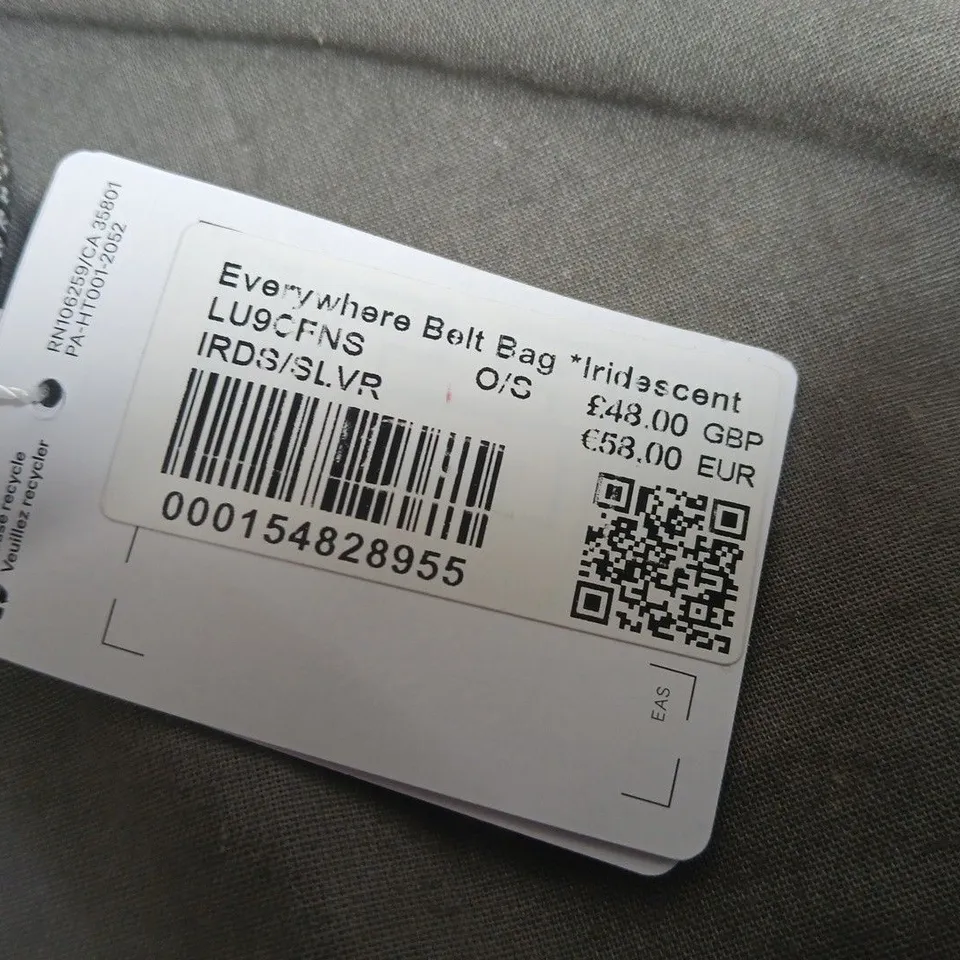 RN106259/CA 35801
PA-HT001-2052
Everywhere Belt Bag *Iridescent
LU9CFNS
IRDS/SLVR O/S £48.00 GBP
€58.00 EUR
000154828955
recycle
Veuillez recycler
EAS